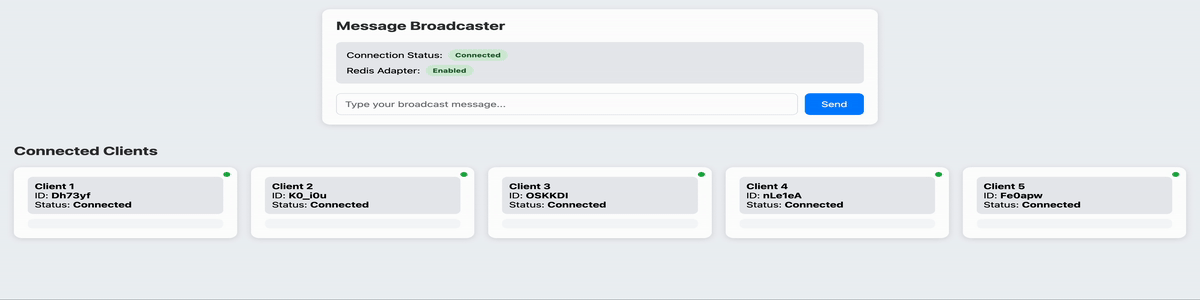 Message Broadcaster
Connection Status: Connected
Redis Adapter: Enabled
Type your broadcast message...
Send
Connected Clients
Client 1
ID: Dh73yf
Status: Connected
Client 2
ID: K0_i0u
Status: Connected
Client 3
ID: OSKKDI
Status: Connected
Client 4
ID: nLe1eA
Status: Connected
Client 5
ID: Fe0apw
Status: Connected